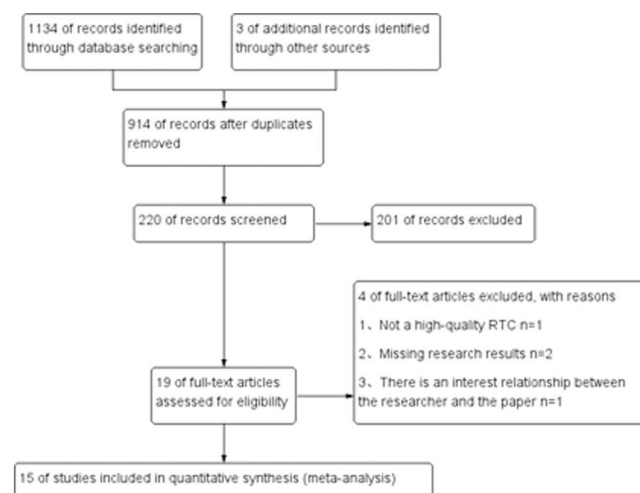 1134 of records identified
through database searching
3 of additional records identified
through other sources
914 of records after duplicates
removed
220 of records screened
201 of records excluded
4 of full-text articles excluded, with reasons
1、Not a high-quality RTC n=1
2、Missing research results n=2
3、There is an interest relationship between
the researcher and the paper n=1
19 of full-text articles
assessed for eligibility
15 of studies included in quantitative synthesis (meta-analysis)